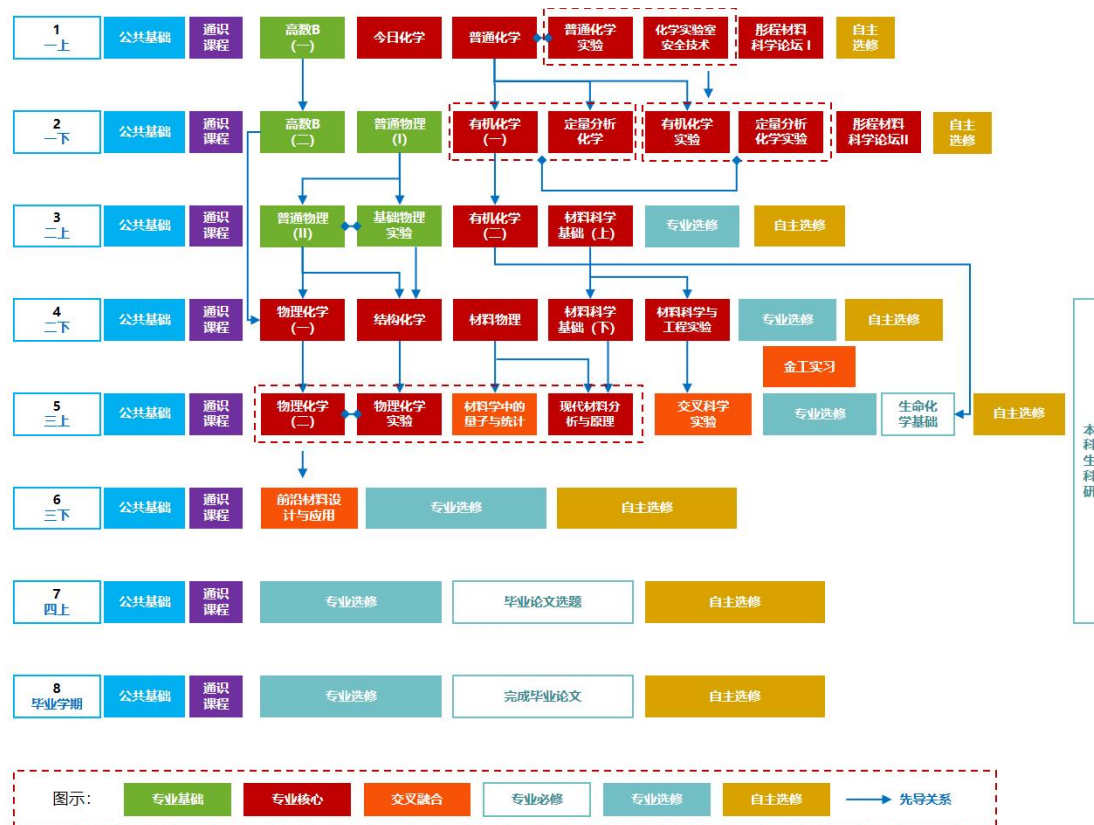 1
一上
公共基础
通识
课程
高数B
(一)
今日化学
普通化学
普通化学
实验
化学实验室
安全技术
彤程材料
科学论坛 I
自主
选修
2
一下
公共基础
通识
课程
高数B
(二)
普通物理
(I)
有机化学
(一)
定量分析
化学
有机化学
实验
定量分析
化学实验
彤程材料
科学论坛II
自主
选修
3
二上
公共基础
通识
课程
普通物理
(II)
基础物理
实验
有机化学
(二)
材料科学
基础 (上)
专业选修
自主选修
4
二下
公共基础
通识
课程
物理化学
(一)
结构化学
材料物理
材料科学
基础 (下)
材料科学与
工程实验
专业选修
自主选修
金工实习
5
三上
公共基础
通识
课程
物理化学
(二)
物理化学
实验
材料学中的
量子与统计
现代材料分
析与原理
交叉科学
实验
专业选修
生命化
学基础
自主选修
本
科
生
科
研
6
三下
公共基础
通识
课程
前沿材料设
计与应用
专业选修
自主选修
7
四上
公共基础
通识
课程
专业选修
毕业论文选题
自主选修
8
毕业学期
公共基础
通识
课程
专业选修
完成毕业论文
自主选修
图示:
专业基础
专业核心
交叉融合
专业必修
专业选修
自主选修
先导关系